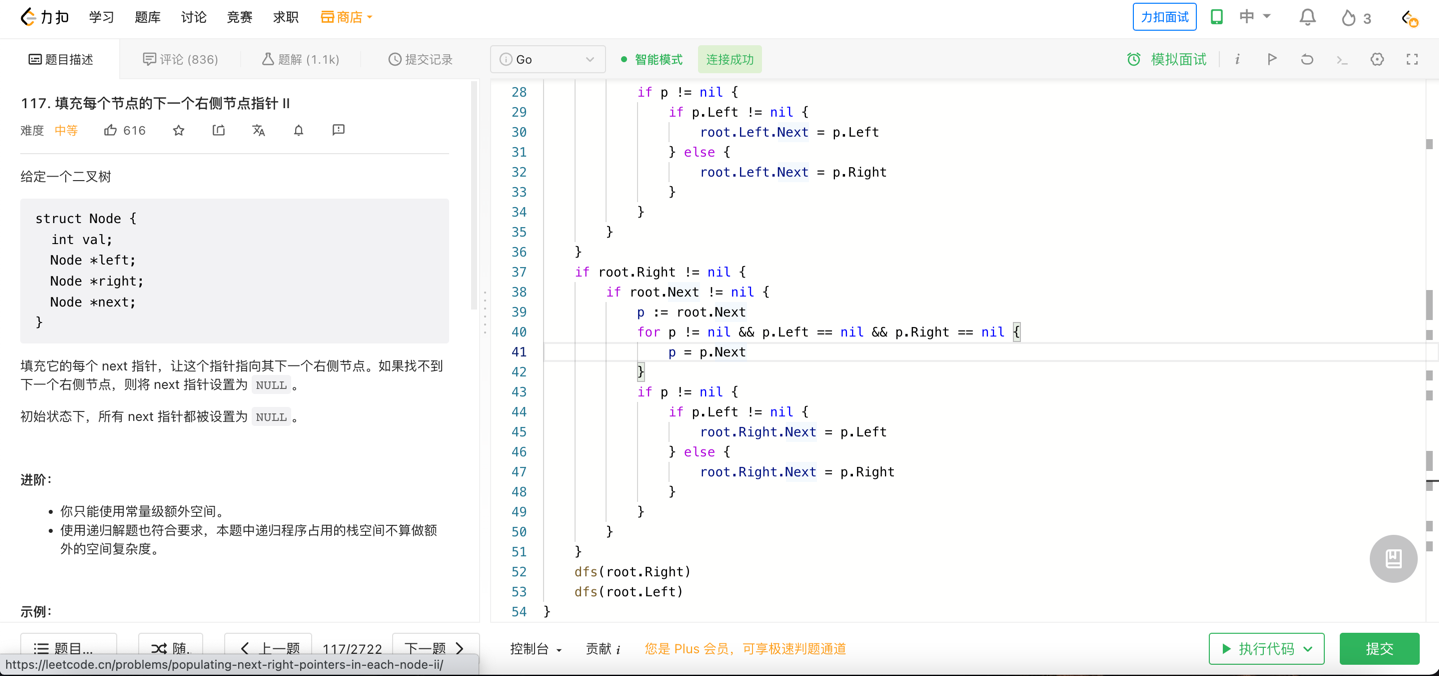 力扣 学习 题库 讨论 竞赛 求职 商店 力扣面试 中 3
题目描述 评论 (836) 题解 (1.1k) 提交记录
i Go 智能模式 连接成功 模拟面试 i
117. 填充每个节点的下一个右侧节点指针 II
难度 中等 616
给定一个二叉树
struct Node {
  int val;
  Node *left;
  Node *right;
  Node *next;
}
填充它的每个 next 指针，让这个指针指向其下一个右侧节点。如果找不到
下一个右侧节点，则将 next 指针设置为 NULL 。
初始状态下，所有 next 指针都被设置为 NULL 。
进阶：
• 你只能使用常量级额外空间。
• 使用递归解题也符合要求，本题中递归程序占用的栈空间不算做额
外的空间复杂度。
示例：
28 if p != nil {
29 if p.Left != nil {
30 root.Left.Next = p.Left
31 } else {
32 root.Left.Next = p.Right
33 }
34 }
35 }
36 }
37 if root.Right != nil {
38 if root.Next != nil {
39 p := root.Next
40 for p != nil && p.Left == nil && p.Right == nil {
41 p = p.Next
42 }
43 if p != nil {
44 if p.Left != nil {
45 root.Right.Next = p.Left
46 } else {
47 root.Right.Next = p.Right
48 }
49 }
50 }
51 }
52 dfs(root.Right)
53 dfs(root.Left)
54 }
题目... 随. 上一题 117/2722 下一题
控制台 贡献 i 您是 Plus 会员，可享极速判题通道 执行代码 提交
https://leetcode.cn/problems/populating-next-right-pointers-in-each-node-ii/